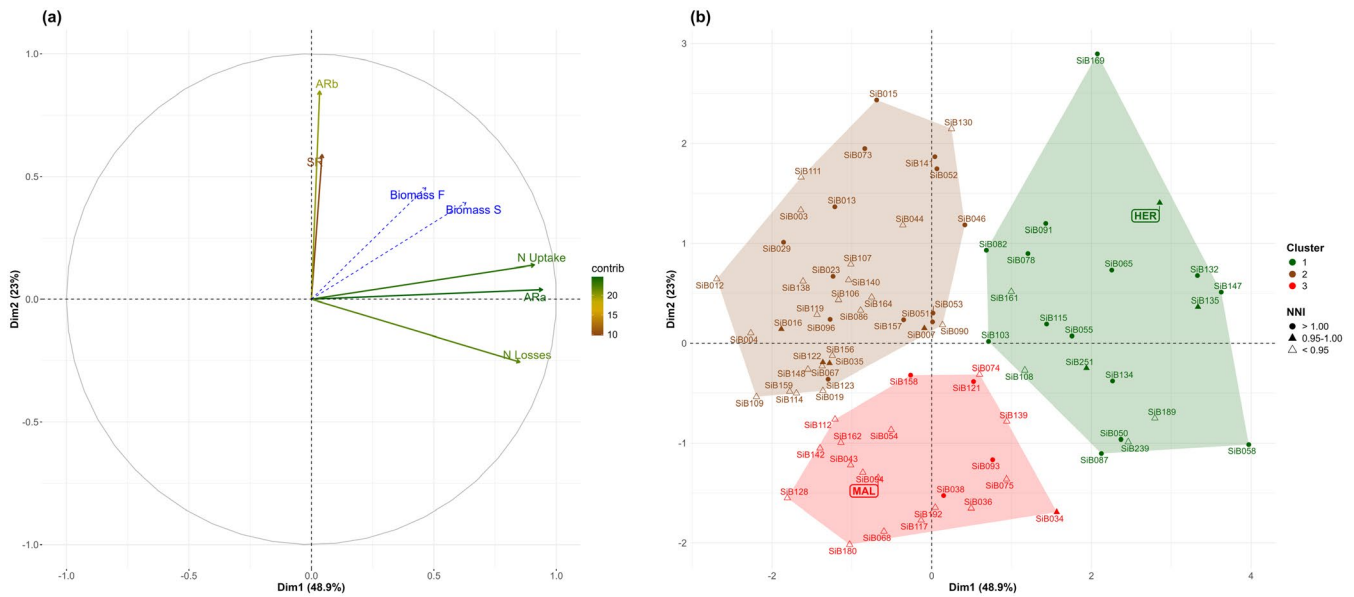 (a)
1.0
0.5
0.0
-0.5
-1.0
Dim2 (23%)
-1.0
-0.5
0.0
0.5
1.0
Dim1 (48.9%)
ARb
SR
Biomass F
Biomass S
N Uptake
ARa
N Losses
contrib
20
15
10
(b)
3
2
1
0
-1
-2
Dim2 (23%)
-2
0
2
4
Dim1 (48.9%)
SiB169
SiB015
SiB130
SiB073
SiB141
SiB052
SiB111
SiB003
SiB013
SiB044
SiB046
HER
SiB091
SiB082
SiB029
SiB078
SiB065
SiB107
SiB132
SiB023
SiB012
SiB138
SiB140
SiB147
SiB106
SiB161
SiB135
SiB164
SiB053
SiB119
SiB086
SiB051
SiB115
SiB016
SiB096
SiB157
SiB007
SiB090
SiB055
SiB004
SiB103
SiB156
SiB122
SiB035
SiB251
SiB148
SiB067
SiB074
SiB108
SiB134
SiB159
SiB123
SiB158
SiB121
SiB109
SiB114
SiB019
SiB139
SiB189
SiB112
SiB162
SiB054
SiB050
SiB239
SiB142
SiB043
SiB093
SiB087
SiB058
SiB094
SiB075
MAL
SiB128
SiB038
SiB036
SiB034
SiB192
SiB117
SiB068
SiB180
Cluster
1
2
3
NNI
> 1.00
0.95-1.00
< 0.95